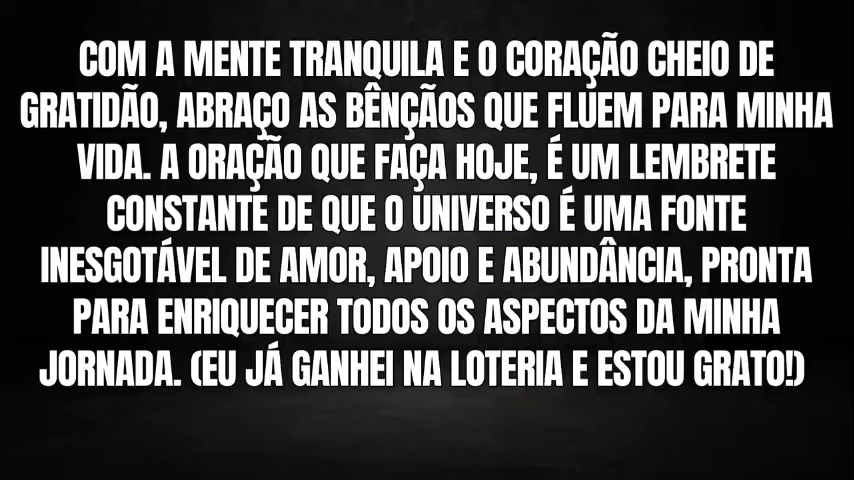 COM A MENTE TRANQUILA E O CORAÇÃO CHEIO DE
GRATIDÃO, ABRAÇO AS BÊNÇÃOS QUE FLUEM PARA MINHA
VIDA. A ORAÇÃO QUE FAÇA HOJE, É UM LEMBRETE
CONSTANTE DE QUE O UNIVERSO É UMA FONTE
INESGOTÁVEL DE AMOR, APOIO E ABUNDÂNCIA, PRONTA
PARA ENRIQUECER TODOS OS ASPECTOS DA MINHA
JORNADA. (EU JÁ GANHEI NA LOTERIA E ESTOU GRATO!)